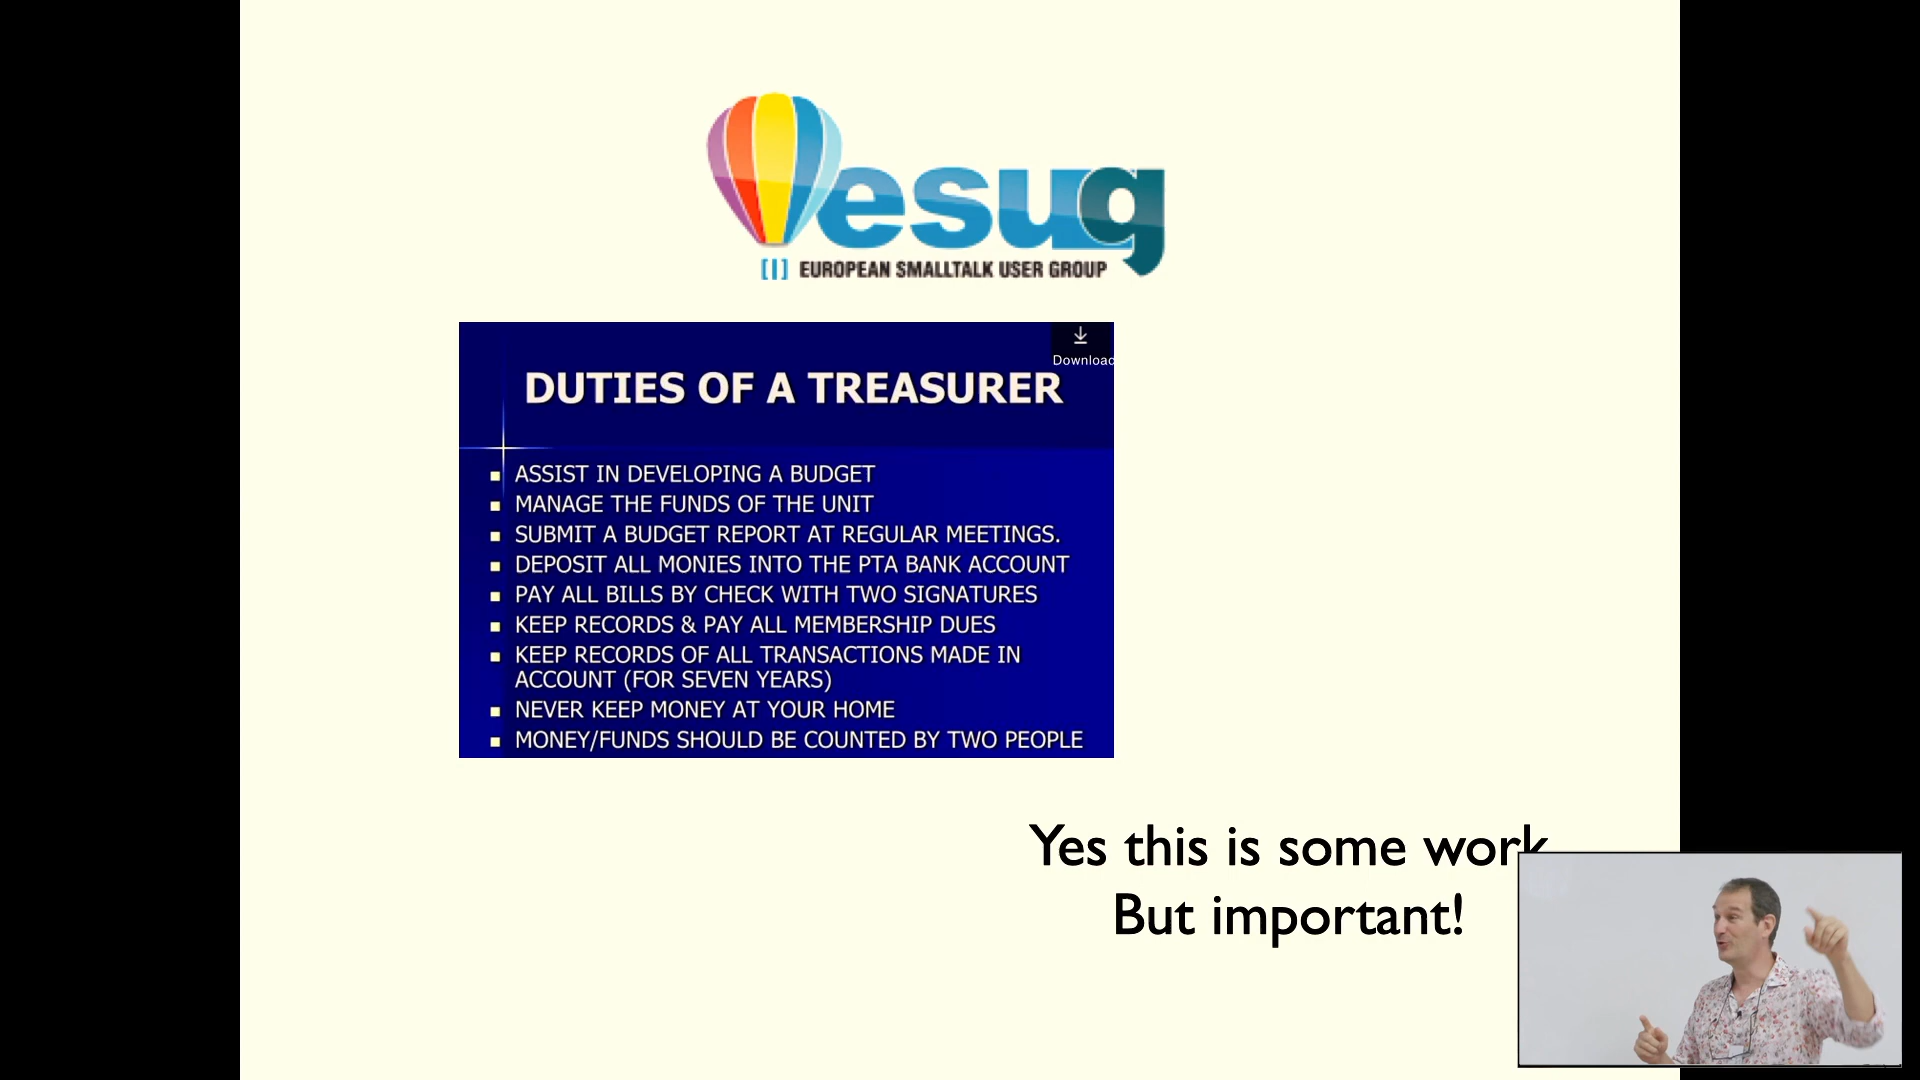 esug
[|] EUROPEAN SMALLTALK USER GROUP
Download
DUTIES OF A TREASURER
ASSIST IN DEVELOPING A BUDGET
MANAGE THE FUNDS OF THE UNIT
SUBMIT A BUDGET REPORT AT REGULAR MEETINGS.
DEPOSIT ALL MONIES INTO THE PTA BANK ACCOUNT
PAY ALL BILLS BY CHECK WITH TWO SIGNATURES
KEEP RECORDS & PAY ALL MEMBERSHIP DUES
KEEP RECORDS OF ALL TRANSACTIONS MADE IN
ACCOUNT (FOR SEVEN YEARS)
NEVER KEEP MONEY AT YOUR HOME
MONEY/FUNDS SHOULD BE COUNTED BY TWO PEOPLE
Yes this is some work
But important!